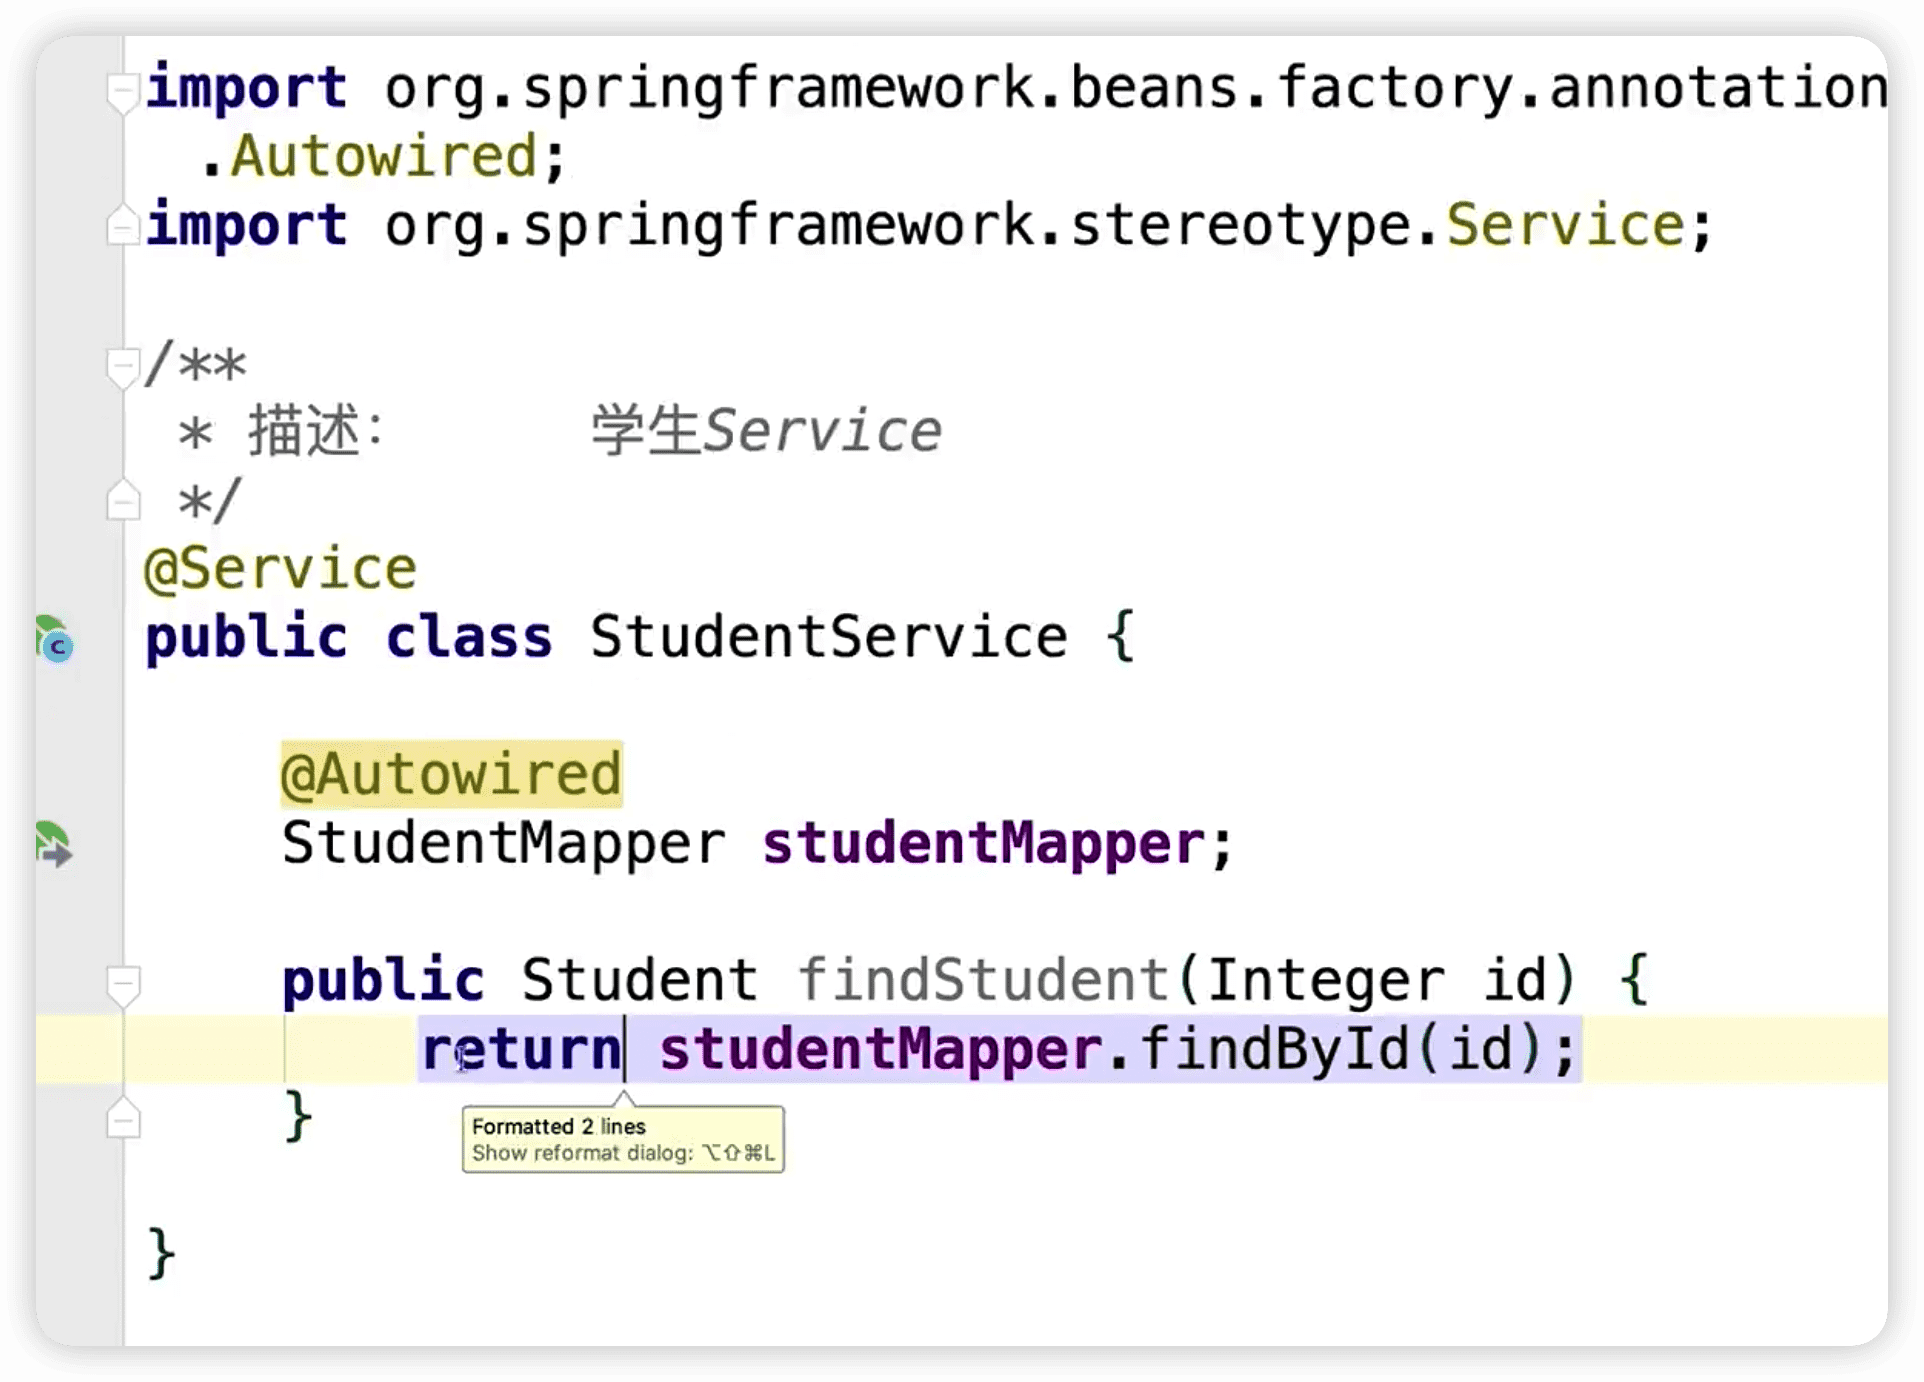 import org.springframework.beans.factory.annotation
.Autowired;
import org.springframework.stereotype.Service;
/**
* 描述:     学生Service
*/
@Service
public class StudentService {
@Autowired
StudentMapper studentMapper;
public Student findStudent(Integer id) {
return studentMapper.findById(id);
}
Formatted 2 lines
Show reformat dialog: ⌥⇧⌘L
}